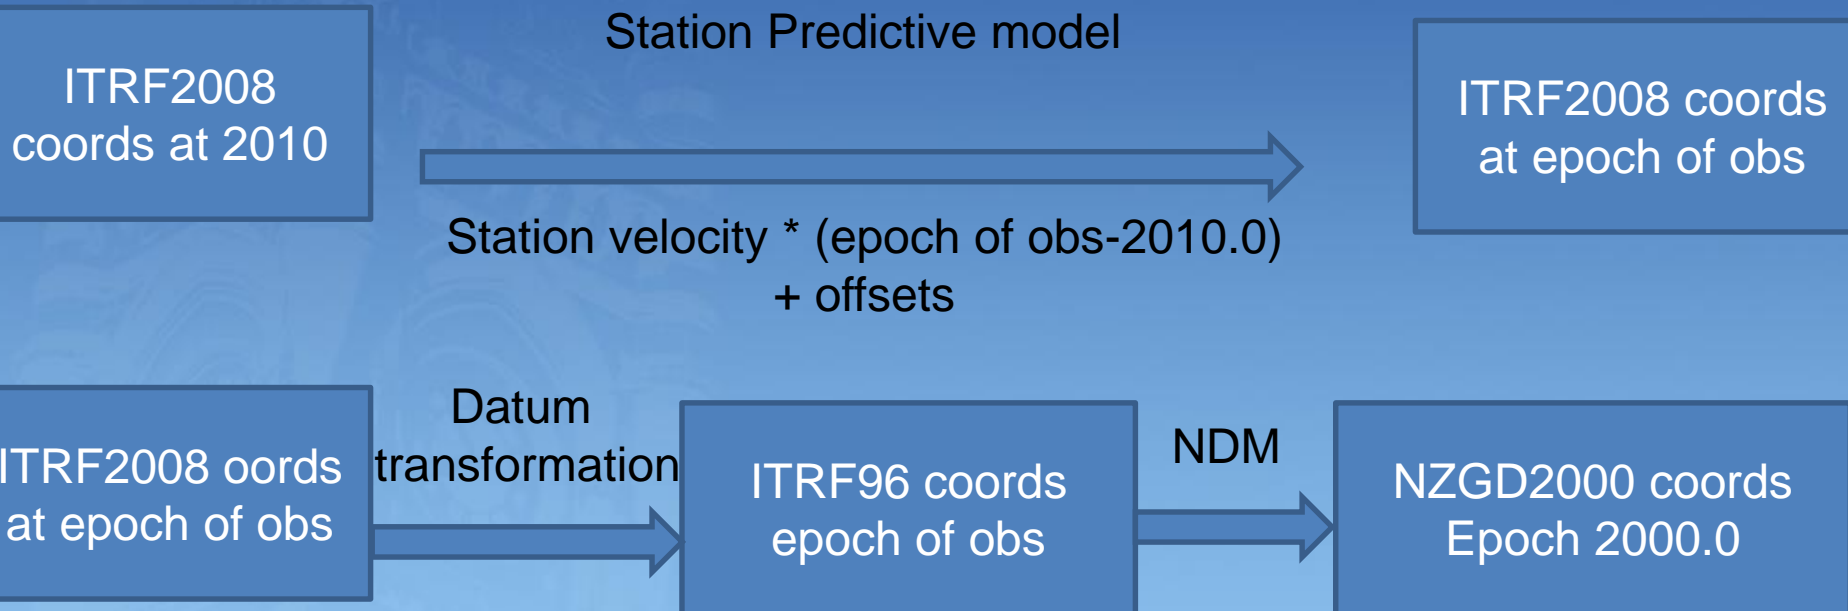 Station Predictive model
ITRF2008
coords at 2010
ITRF2008 coords
at epoch of obs
Station velocity * (epoch of obs-2010.0)
+ offsets
ITRF2008 oords
at epoch of obs
Datum
transformation
ITRF96 coords
epoch of obs
NDM
NZGD2000 coords
Epoch 2000.0